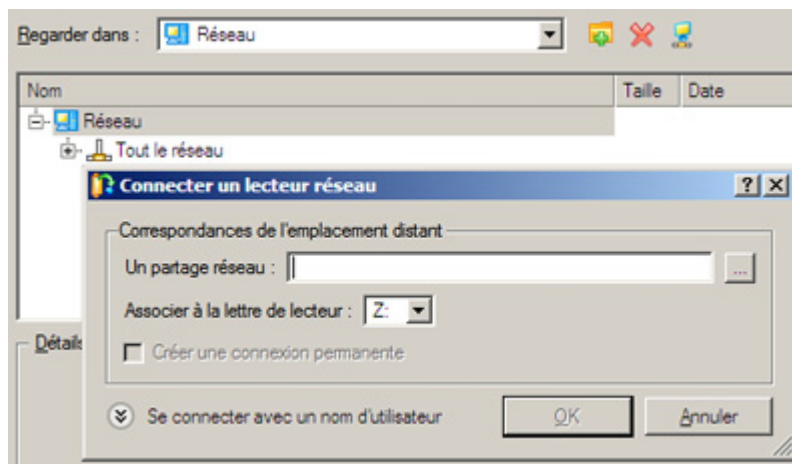 Regarder dans : Réseau
Nom Taille Date
Réseau
Tout le réseau
Connecter un lecteur réseau
Correspondances de l'emplacement distant
Un partage réseau : ...
Associer à la lettre de lecteur : Z:
Créer une connexion permanente
Détails
Se connecter avec un nom d'utilisateur OK Annuler